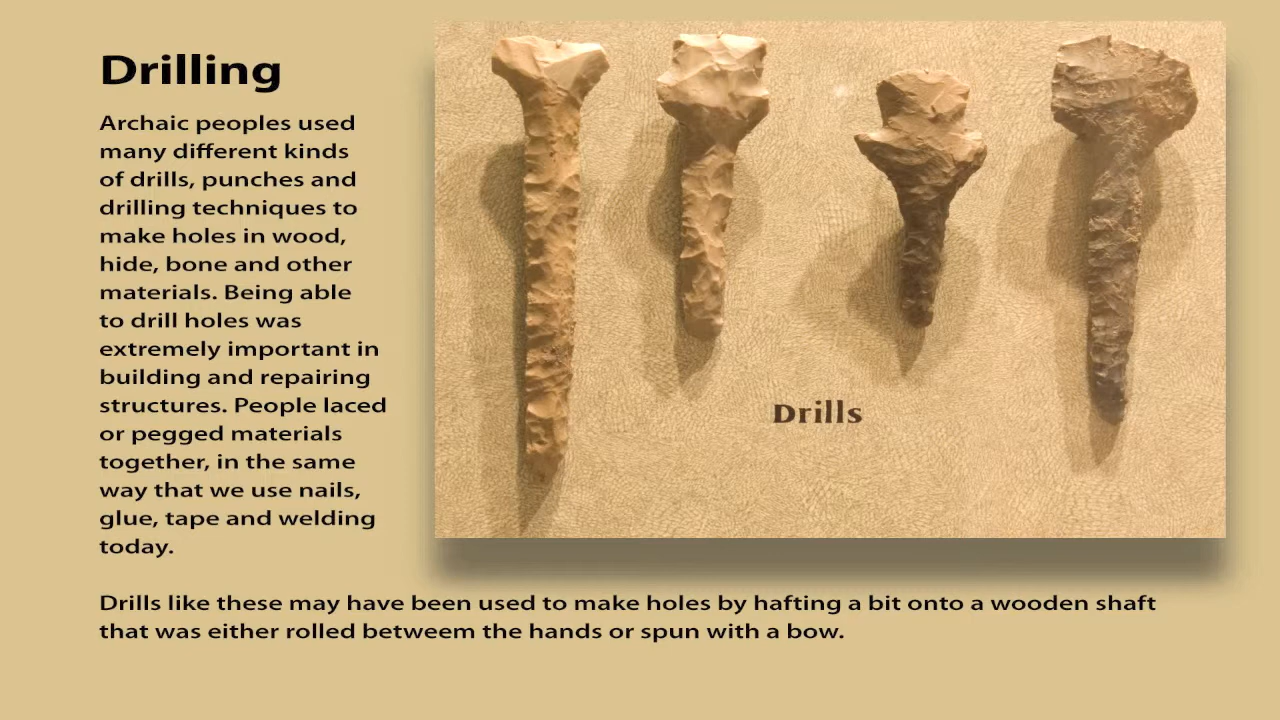 Drilling
Archaic peoples used
many different kinds
of drills, punches and
drilling techniques to
make holes in wood,
hide, bone and other
materials. Being able
to drill holes was
extremely important in
building and repairing
structures. People laced
or pegged materials
together, in the same
way that we use nails,
glue, tape and welding
today.
Drills
Drills like these may have been used to make holes by hafting a bit onto a wooden shaft
that was either rolled betweem the hands or spun with a bow.